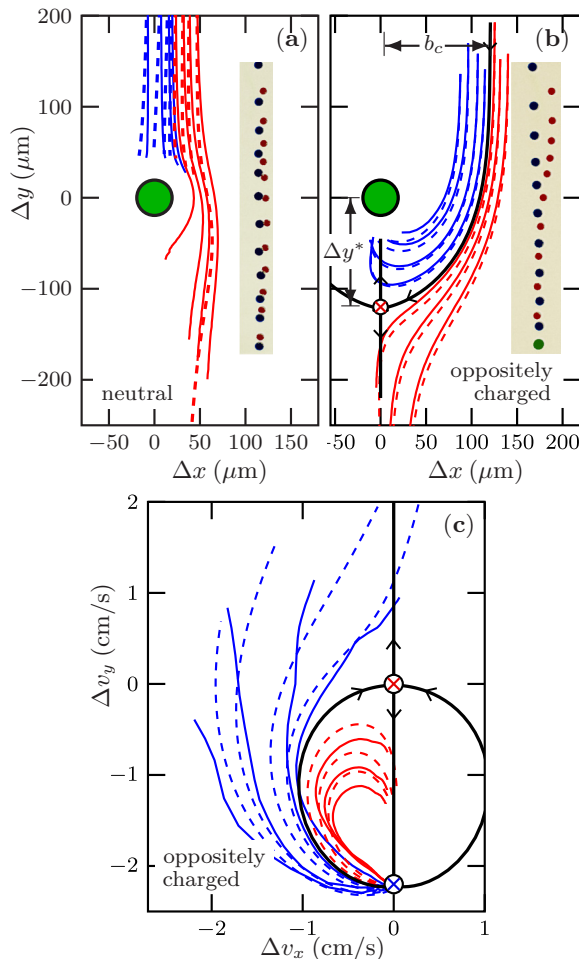 200
100
0
−100
−200
Δy (μm)
(a)
neutral
−50 0 50 100 150
Δx (μm)
(b)
b_c
Δy*
oppositely
charged
-50 0 50 100 150 200
Δx (μm)
2
1
0
−1
−2
Δv_y (cm/s)
(c)
oppositely
charged
−2 −1 0 1
Δv_x (cm/s)